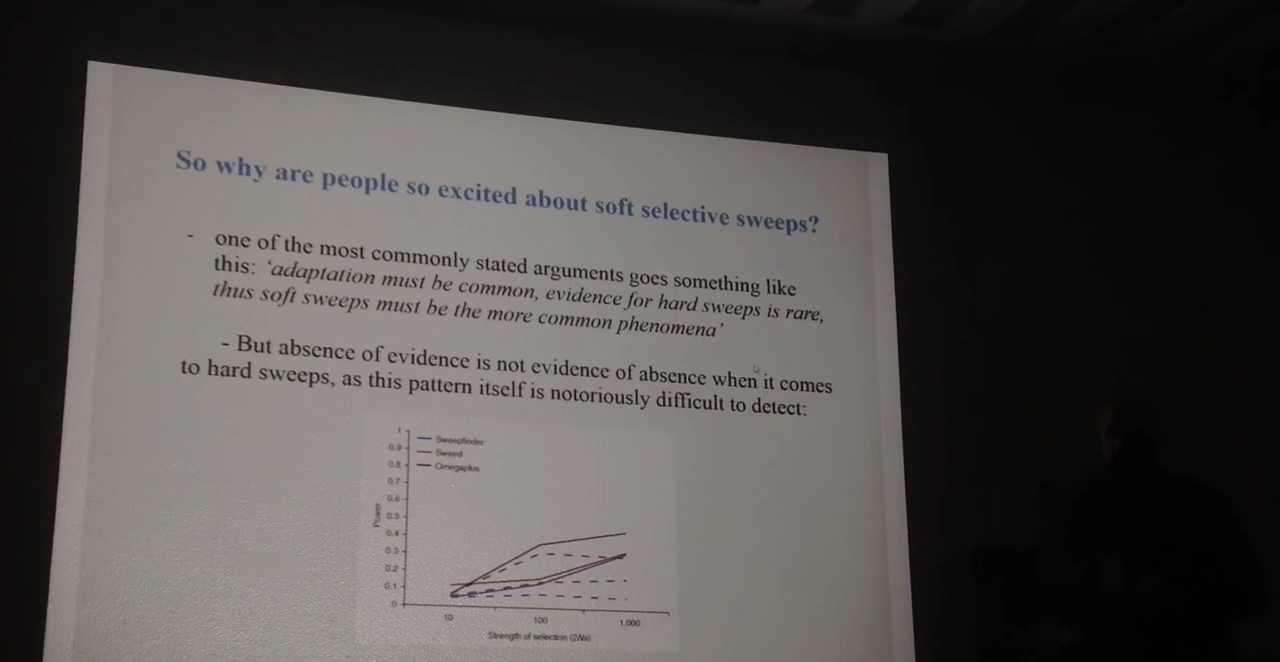 So why are people so excited about soft selective sweeps?
- one of the most commonly stated arguments goes something like
this: ‘adaptation must be common, evidence for hard sweeps is rare,
thus soft sweeps must be the more common phenomena’
- But absence of evidence is not evidence of absence when it comes
to hard sweeps, as this pattern itself is notoriously difficult to detect:
Sweepfinder
Sweed
Omegaplus
1
0.9
0.8
0.7
0.6
0.5
0.4
0.3
0.2
0.1
0
Power
10 100 1,000
Strength of selection (2Ns)